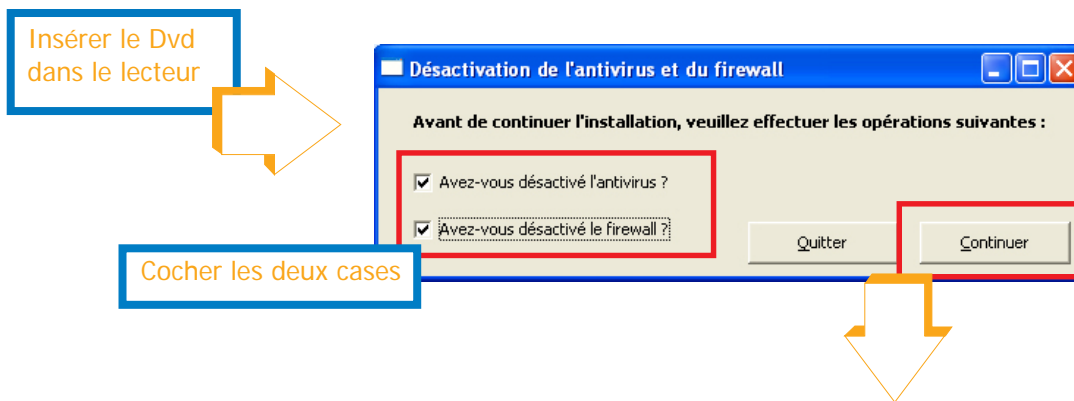 Insérer le Dvd
dans le lecteur
Désactivation de l'antivirus et du firewall
Avant de continuer l'installation, veuillez effectuer les opérations suivantes :
Avez-vous désactivé l'antivirus ?
Avez-vous désactivé le firewall ?
Quitter
Continuer
Cocher les deux cases